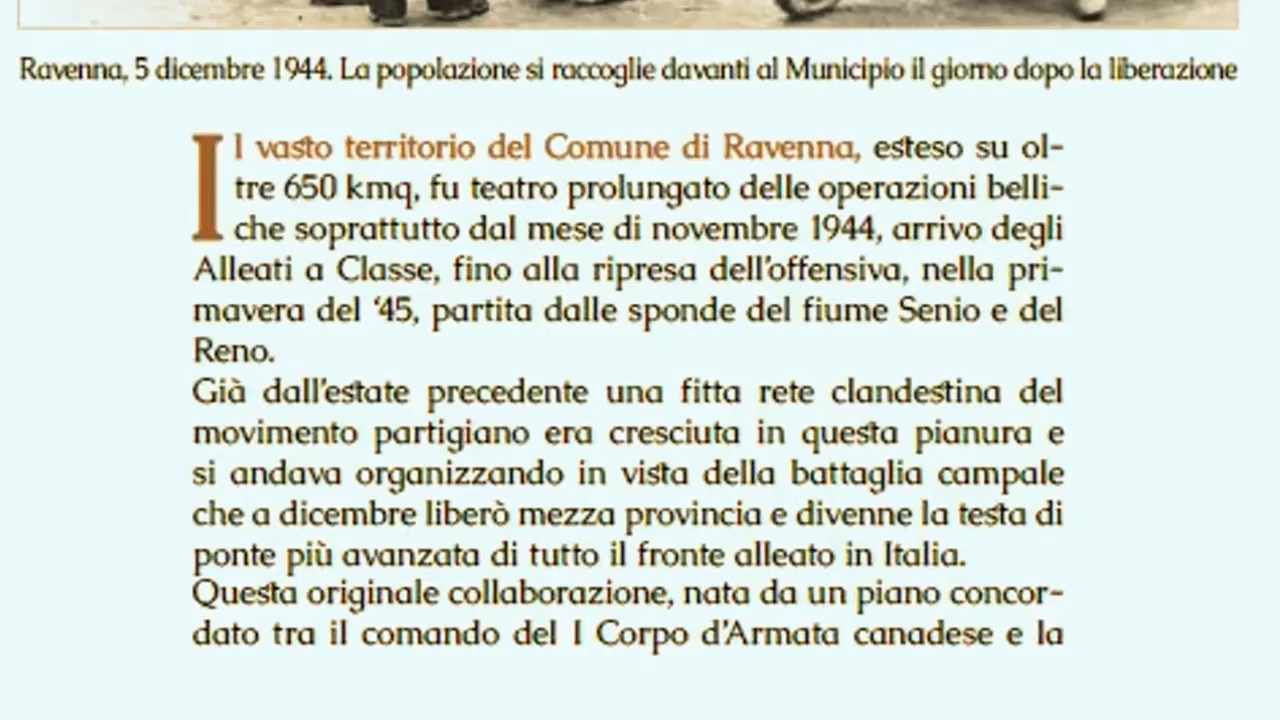 Ravenna, 5 dicembre 1944. La popolazione si raccoglie davanti al Municipio il giorno dopo la liberazione
Il vasto territorio del Comune di Ravenna, esteso su ol-
tre 650 kmq, fu teatro prolungato delle operazioni belli-
che soprattutto dal mese di novembre 1944, arrivo degli
Alleati a Classe, fino alla ripresa dell'offensiva, nella pri-
mavera del ‘45, partita dalle sponde del fiume Senio e del
Reno.
Già dall'estate precedente una fitta rete clandestina del
movimento partigiano era cresciuta in questa pianura e
si andava organizzando in vista della battaglia campale
che a dicembre liberò mezza provincia e divenne la testa di
ponte più avanzata di tutto il fronte alleato in Italia.
Questa originale collaborazione, nata da un piano concor-
dato tra il comando del I Corpo d'Armata canadese e la